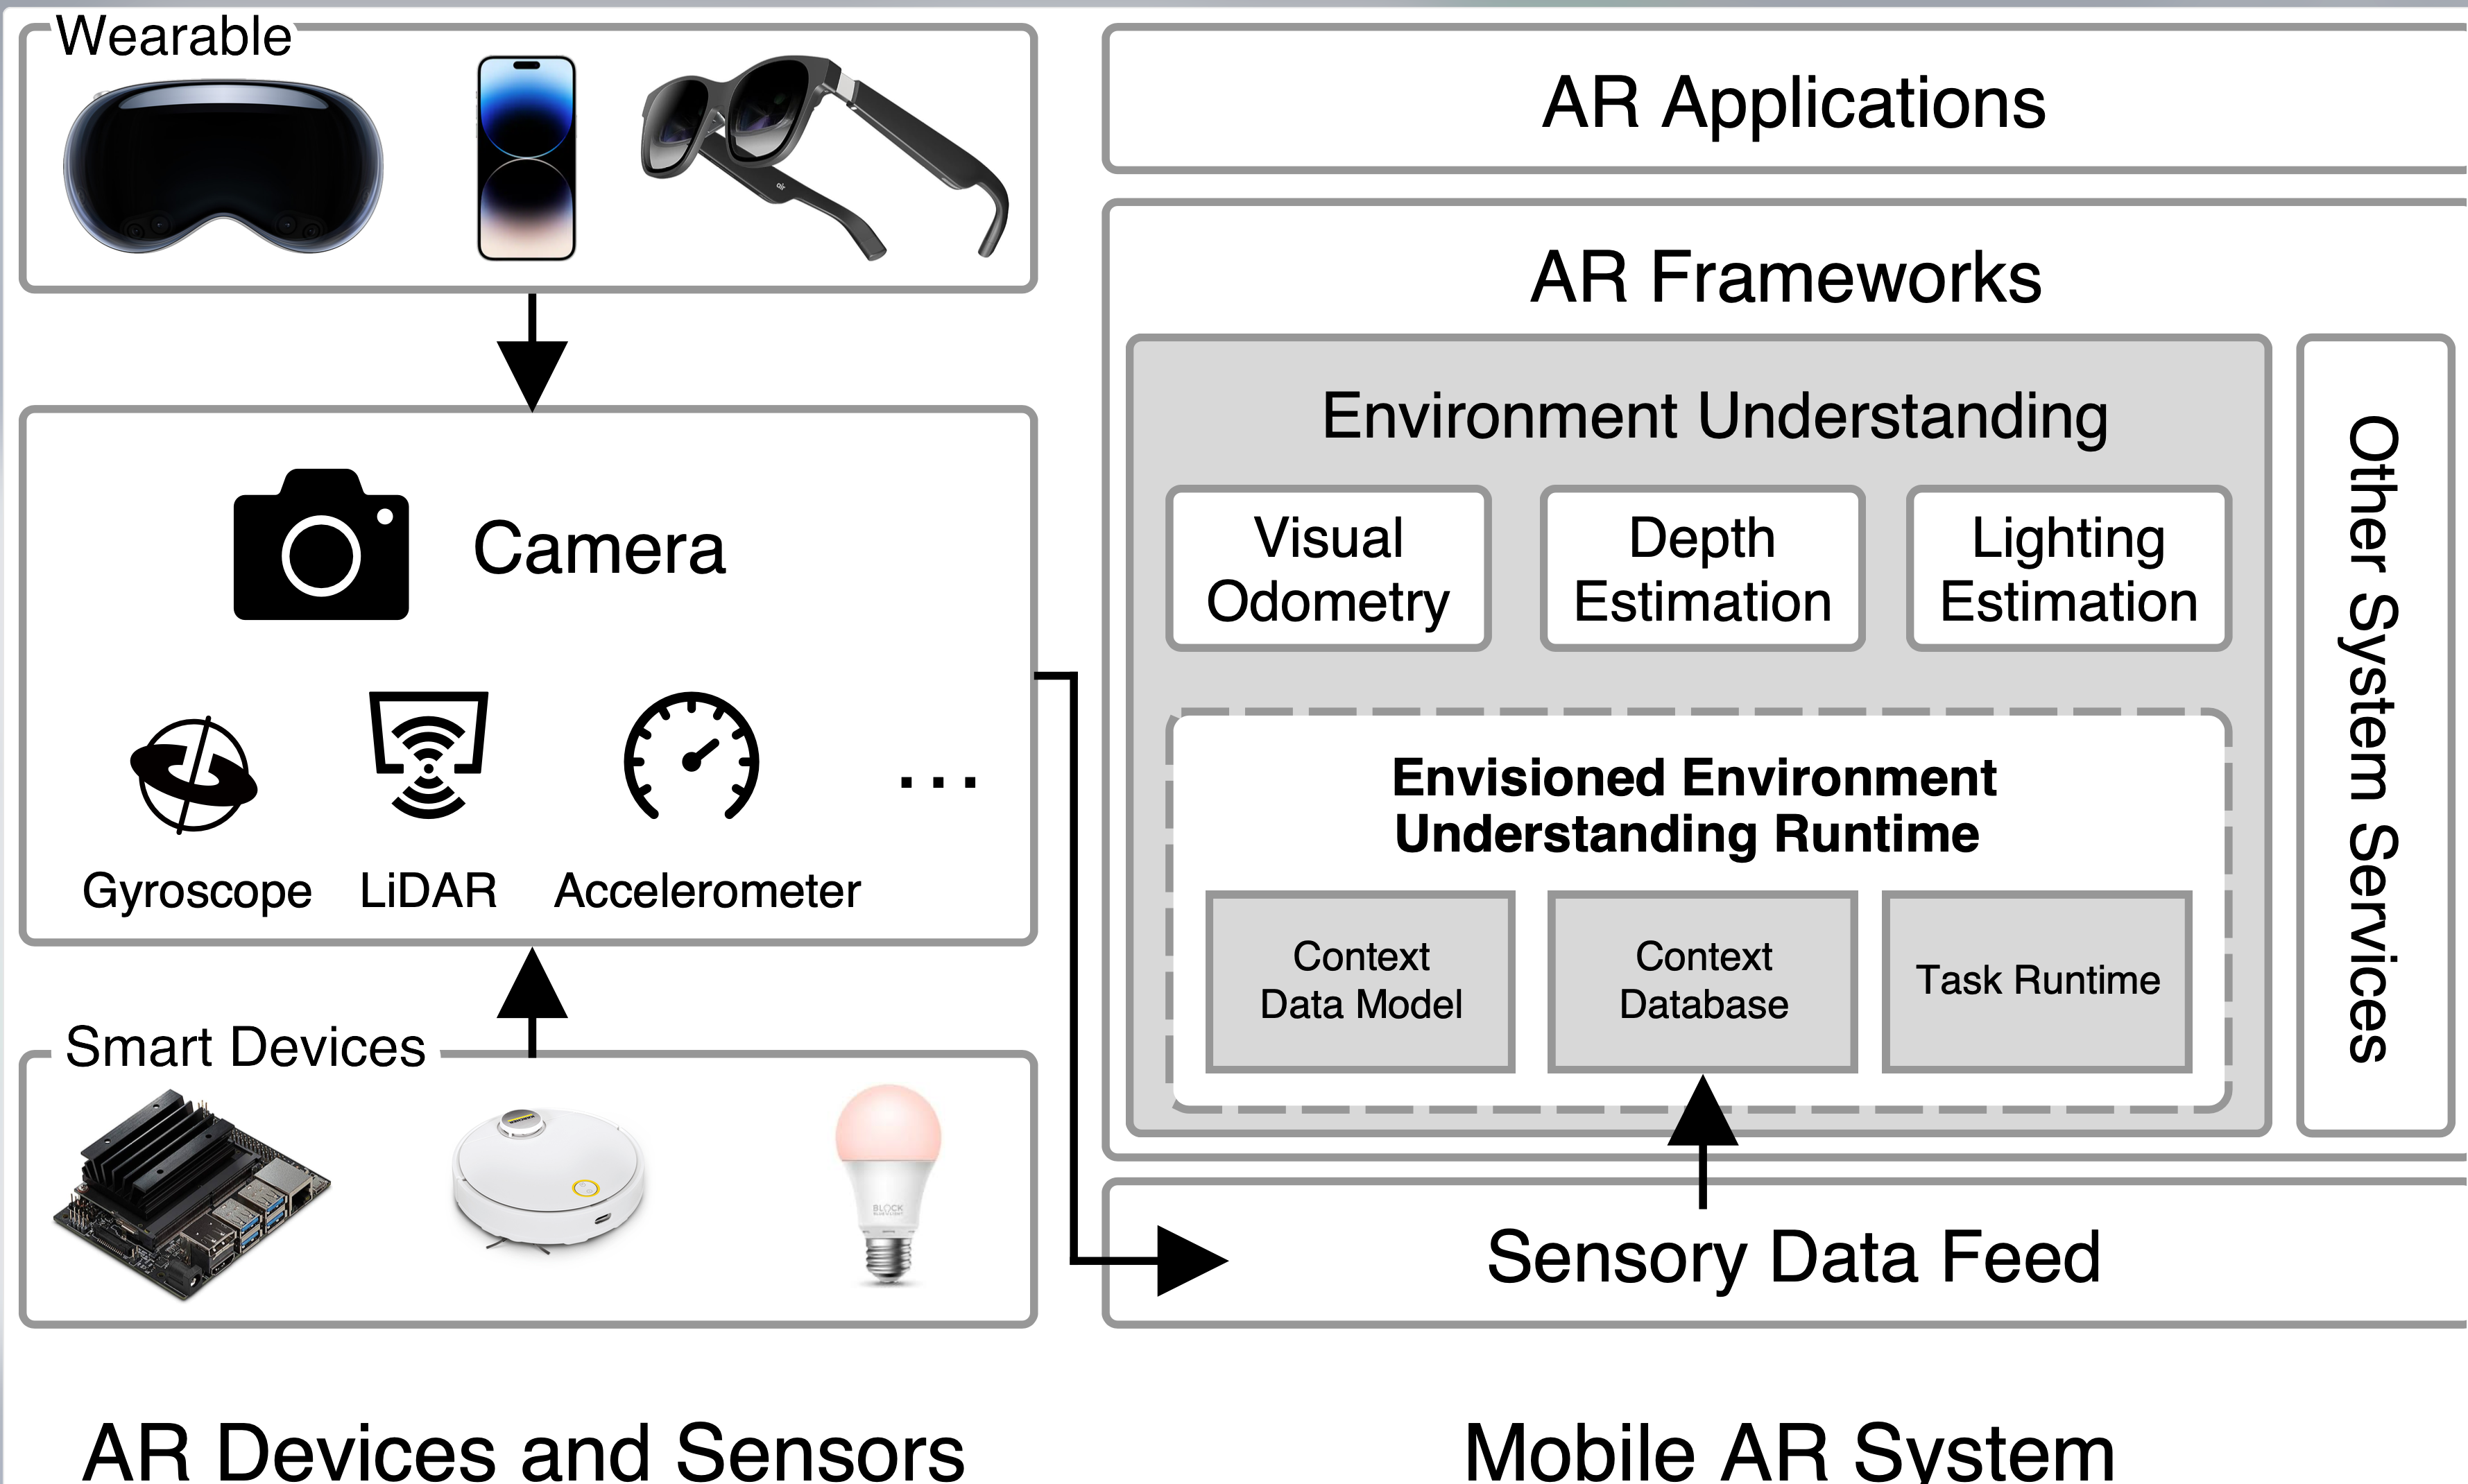 Wearable
Camera
Gyroscope
LiDAR
Accelerometer
...
Smart Devices
BLOCK
AR Devices and Sensors
AR Applications
AR Frameworks
Environment Understanding
Visual
Odometry
Depth
Estimation
Lighting
Estimation
Envisioned Environment
Understanding Runtime
Context
Data Model
Context
Database
Task Runtime
Other System Services
Sensory Data Feed
Mobile AR System